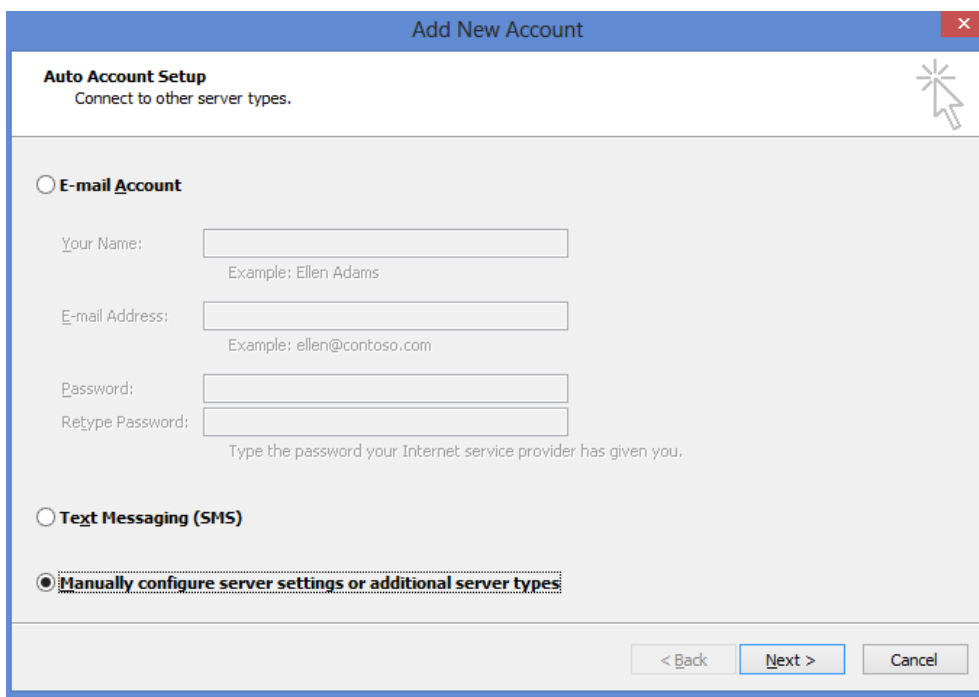 Add New Account
Auto Account Setup
Connect to other server types.
E-mail Account
Your Name:
Example: Ellen Adams
E-mail Address:
Example: ellen@contoso.com
Password:
Retype Password:
Type the password your Internet service provider has given you.
Text Messaging (SMS)
Manually configure server settings or additional server types
< Back Next > Cancel